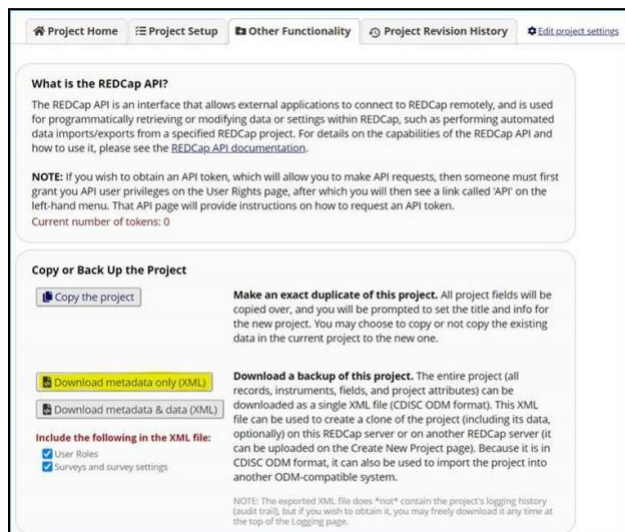 Project Home Project Setup Other Functionality Project Revision History Edit project settings
What is the REDCap API?
The REDCap API is an interface that allows external applications to connect to REDCap remotely, and is used
for programmatically retrieving or modifying data or settings within REDCap, such as performing automated
data imports/exports from a specified REDCap project. For details on the capabilities of the REDCap API and
how to use it, please see the REDCap API documentation.
NOTE: If you wish to obtain an API token, which will allow you to make API requests, then someone must first
grant you API user privileges on the User Rights page, after which you will then see a link called 'API' on the
left-hand menu. That API page will provide instructions on how to request an API token.
Current number of tokens: 0
Copy or Back Up the Project
Copy the project
Make an exact duplicate of this project. All project fields will be
copied over, and you will be prompted to set the title and info for
the new project. You may choose to copy or not copy the existing
data in the current project to the new one.
Download metadata only (XML)
Download metadata & data (XML)
Include the following in the XML file:
User Roles
Surveys and survey settings
Download a backup of this project. The entire project (all
records, instruments, fields, and project attributes) can be
downloaded as a single XML file (CDISC ODM format). This XML
file can be used to create a clone of the project (including its data,
optionally) on this REDCap server or on another REDCap server (it
can be uploaded on the Create New Project page). Because it is in
CDISC ODM format, it can also be used to import the project into
another ODM-compatible system.
NOTE: The exported XML file does *not* contain the project's logging history
(audit trail), but if you wish to obtain it, you may freely download it any time at
the top of the Logging page.